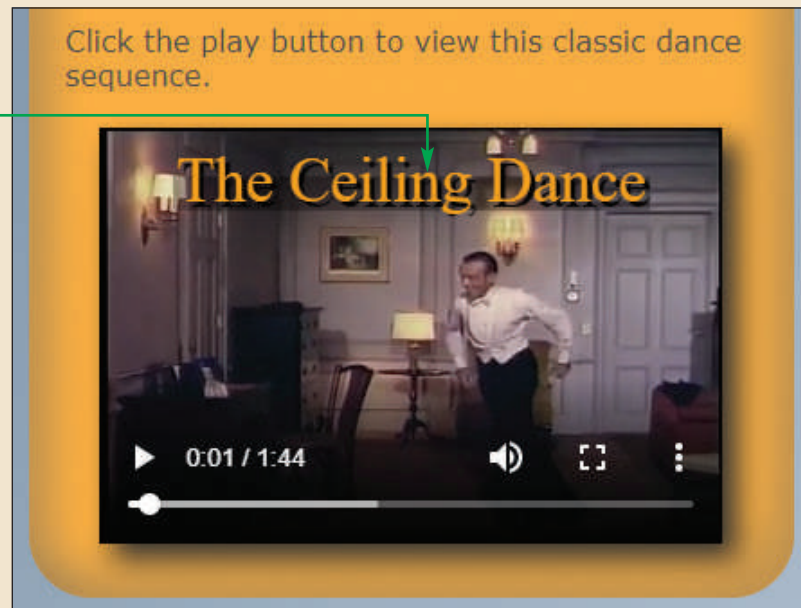 Click the play button to view this classic dance
sequence.
The Ceiling Dance
0:01 / 1:44